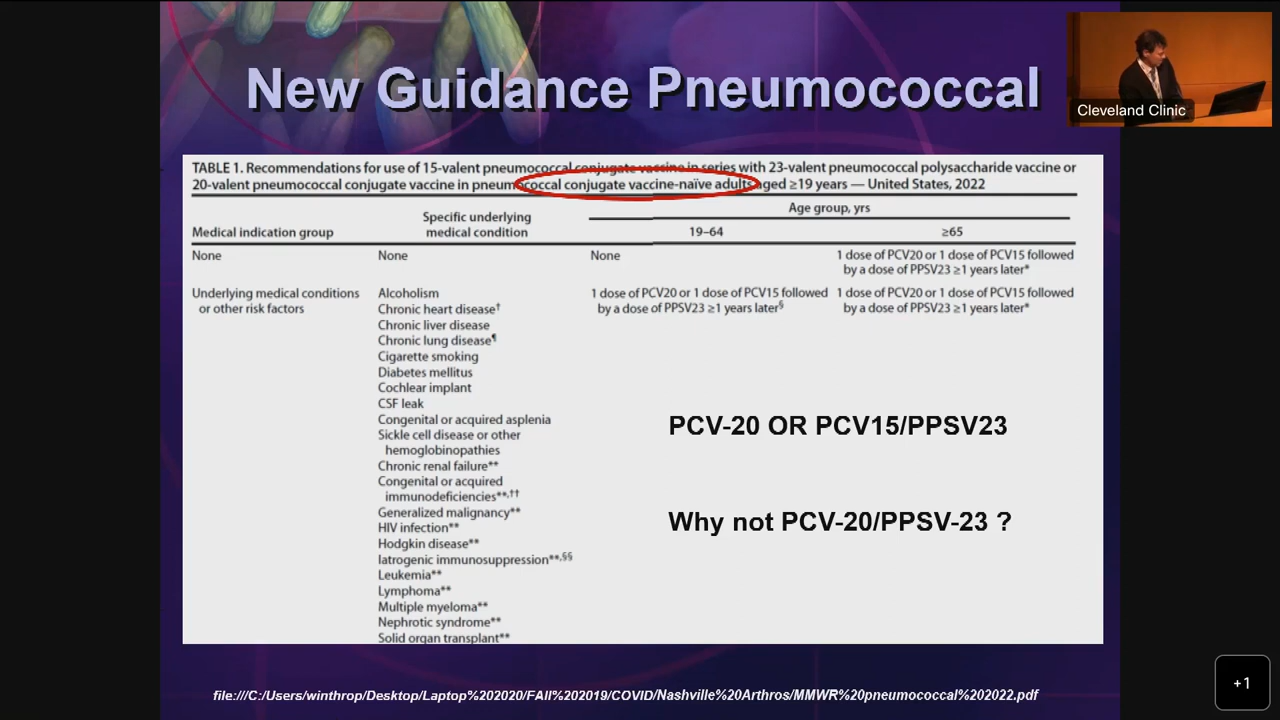 New Guidance Pneumococcal
Cleveland Clinic
TABLE 1. Recommendations for use of 15-valent pneumococcal conjugate vaccine in series with 23-valent pneumococcal polysaccharide vaccine or
20-valent pneumococcal conjugate vaccine in pneumococcal conjugate vaccine-naïve adults aged ≥19 years — United States, 2022
Age group, yrs
Specific underlying
Medical indication group medical condition 19–64 ≥65
None None None 1 dose of PCV20 or 1 dose of PCV15 followed
by a dose of PPSV23 ≥1 years later*
Underlying medical conditions Alcoholism 1 dose of PCV20 or 1 dose of PCV15 followed 1 dose of PCV20 or 1 dose of PCV15 followed
or other risk factors Chronic heart disease† by a dose of PPSV23 ≥1 years later§ by a dose of PPSV23 ≥1 years later*
Chronic liver disease
Chronic lung disease¶
Cigarette smoking
Diabetes mellitus
Cochlear implant
CSF leak
Congenital or acquired asplenia
Sickle cell disease or other
hemoglobinopathies
Chronic renal failure**
Congenital or acquired
immunodeficiencies**,††
Generalized malignancy**
HIV infection**
Hodgkin disease**
Iatrogenic immunosuppression**,§§
Leukemia**
Lymphoma**
Multiple myeloma**
Nephrotic syndrome**
Solid organ transplant**
PCV-20 OR PCV15/PPSV23
Why not PCV-20/PPSV-23 ?
file:///C:/Users/winthrop/Desktop/Laptop%202020/FAll%202019/COVID/Nashville%20Arthros/MMWR%20pneumococcal%202022.pdf
+1